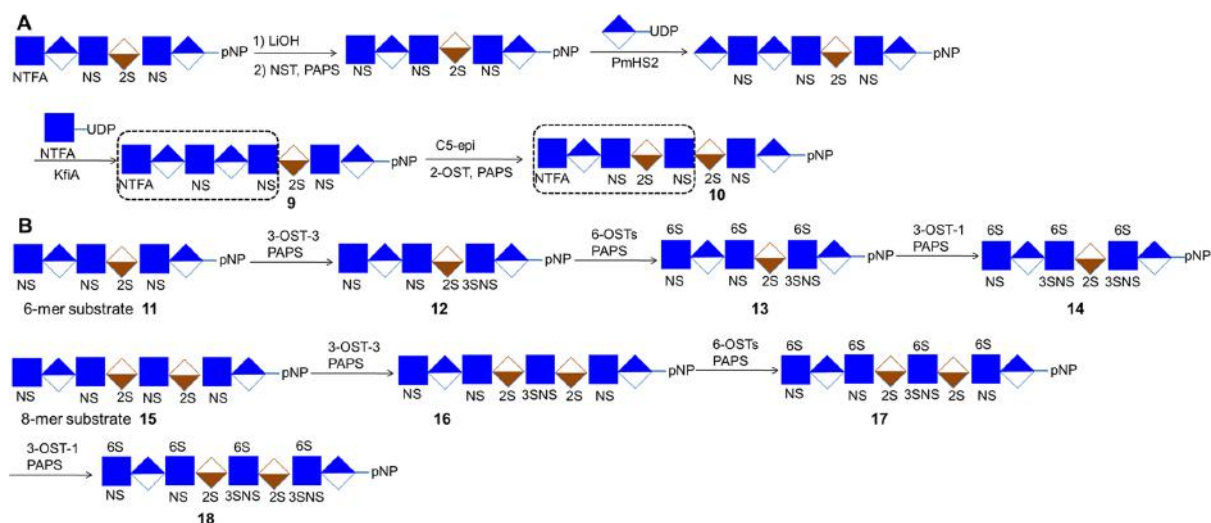 A
1) LiOH
2) NST, PAPS
UDP
PmHS2
pNP
pNP
pNP
NTFA NS 2S NS
NS NS 2S NS
NS NS 2S NS
UDP
NTFA
KfiA
pNP
C5-epi
2-OST, PAPS
pNP
NTFA NS NS 2S NS
9
NTFA NS 2S NS 2S NS
10
B
pNP
3-OST-3
PAPS
pNP
6-OSTs
PAPS
6S 6S 6S
pNP
3-OST-1
PAPS
6S 6S 6S
pNP
NS NS 2S NS
NS NS 2S 3SNS
NS NS 2S 3SNS
NS 3SNS 2S 3SNS
6-mer substrate 11
12
13
14
pNP
3-OST-3
PAPS
pNP
6-OSTs
PAPS
6S 6S 6S 6S
pNP
NS NS 2S NS 2S NS
NS NS 2S 3SNS 2S NS
NS NS 2S 3SNS 2S NS
8-mer substrate 15
16
17
3-OST-1
PAPS
6S 6S 6S 6S
pNP
NS NS 2S 3SNS 2S 3SNS
18